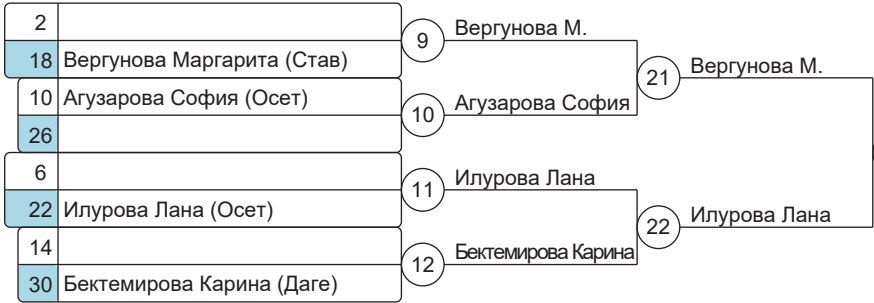 2
9
Вергунова М.
18 Вергунова Маргарита (Став)
21
Вергунова М.
10 Агузарова София (Осет)
10
Агузарова София
26
6
11
Илурова Лана
22 Илурова Лана (Осет)
22
Илурова Лана
14
12
Бектемирова Карина
30 Бектемирова Карина (Даге)